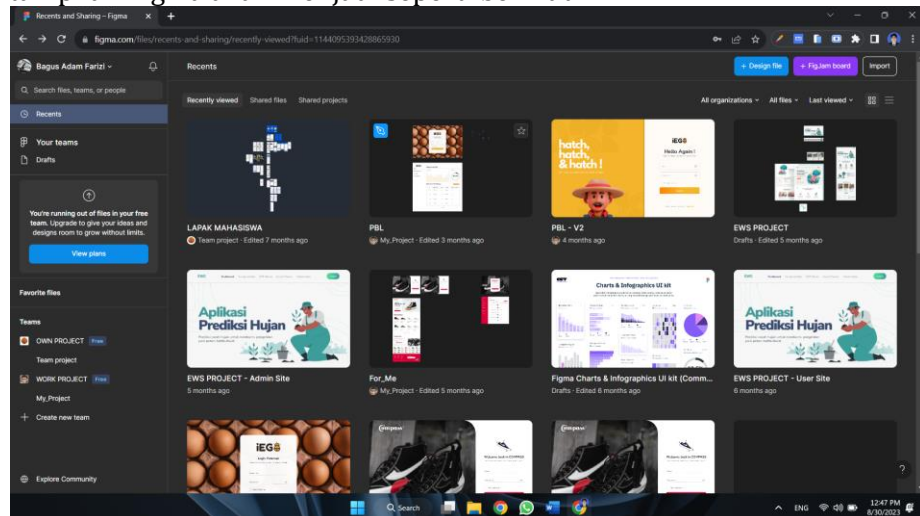 Recents and Sharing – Figma
figma.com/files/recents-and-sharing/recently-viewed?fuid=1144095393428865930
Bagus Adam Farizi
Recents
+ Design file
+ FigJam board
Import
Search files, teams, or people
Recents
Your teams
Drafts
You're running out of files in your free
team. Upgrade to give your ideas and
designs room to grow without limits.
View plans
Favorite files
Teams
OWN PROJECT Free
Team project
WORK PROJECT Free
My_Project
+ Create new team
Explore Community
Recently viewed Shared files Shared projects
All organizations All files Last viewed
LAPAK MAHASISWA
Team project · Edited 7 months ago
PBL
My_Project · Edited 3 months ago
hatch,
hatch,
& hatch !
iEGG
Hello Again !
PBL - V2
4 months ago
EWS PROJECT
Drafts · Edited 5 months ago
Aplikasi
Prediksi Hujan
EWS PROJECT - Admin Site
5 months ago
For_Me
My_Project · Edited 5 months ago
Charts & Infographics UI kit
Figma Charts & Infographics UI kit (Comm...
Drafts · Edited 6 months ago
Aplikasi
Prediksi Hujan
EWS PROJECT - User Site
6 months ago
iEGG
Compass
Compass
?
Search
ENG
12:47 PM
8/30/2023